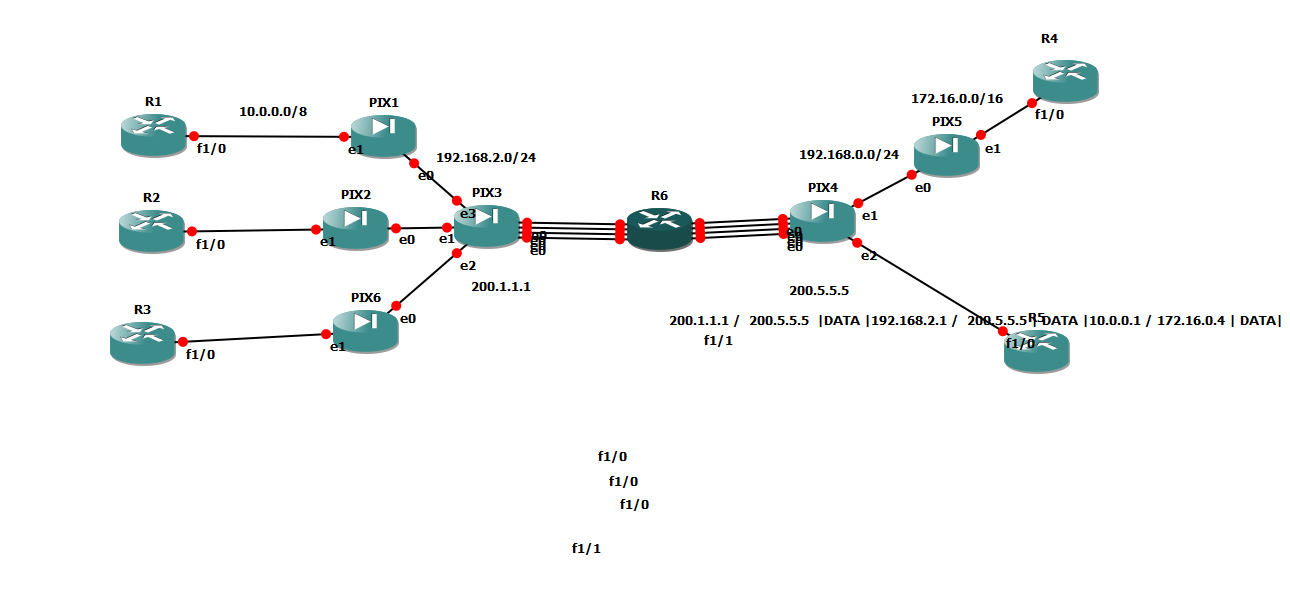 R4
172.16.0.0/16
R1
10.0.0.0/8
PIX1
f1/0
PIX5
f1/0
e1
e1
192.168.2.0/24
192.168.0.0/24
e0
e0
R2
PIX2
PIX3
R6
PIX4
e3
e1
f1/0
e1
e0
e1
e0
e0
e0
e0
e0
e0
e0
e2
e2
200.1.1.1
200.5.5.5
R3
PIX6
e0
R5
200.1.1.1 / 200.5.5.5 |DATA |192.168.2.1 / 200.5.5.5 | DATA |10.0.0.1 / 172.16.0.4 | DATA|
f1/0
e1
f1/1
f1/0
f1/0
f1/0
f1/0
f1/1